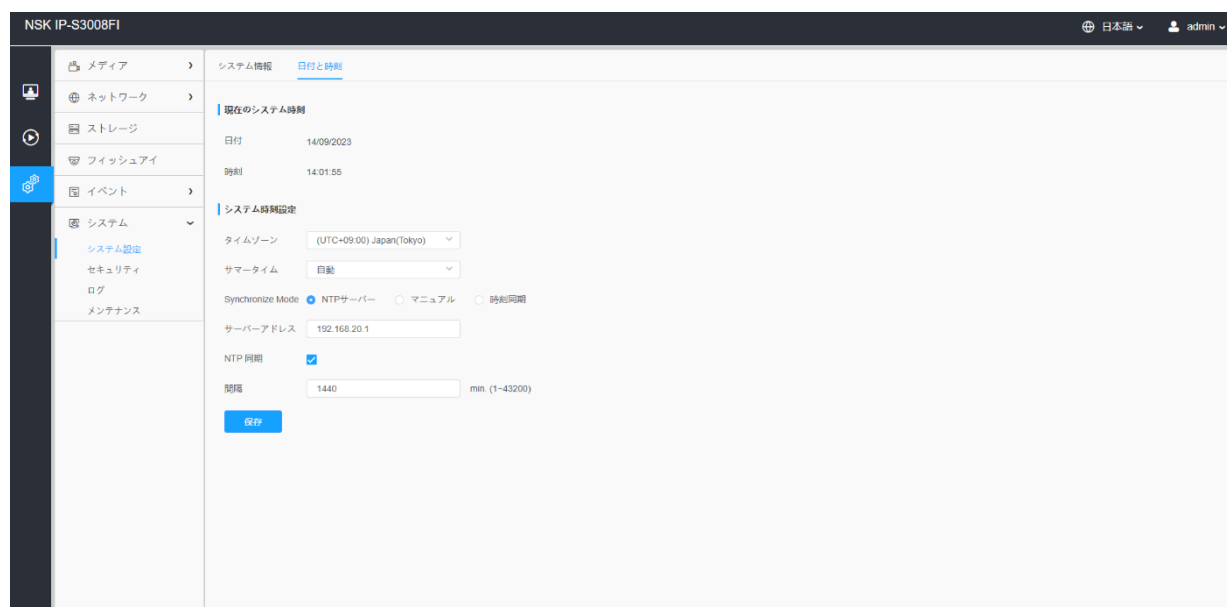 NSK IP-S3008FI
日本語
admin
メディア
ネットワーク
ストレージ
フィッシュアイ
イベント
システム
システム設定
セキュリティ
ログ
メンテナンス
システム情報 日付と時刻
現在のシステム時刻
日付 14/09/2023
時刻 14:01:55
システム時刻設定
タイムゾーン (UTC+09:00) Japan(Tokyo)
サマータイム 自動
Synchronize Mode NTPサーバー マニュアル 時刻同期
サーバーアドレス 192.168.20.1
NTP 同期
間隔 1440 min. (1~43200)
保存